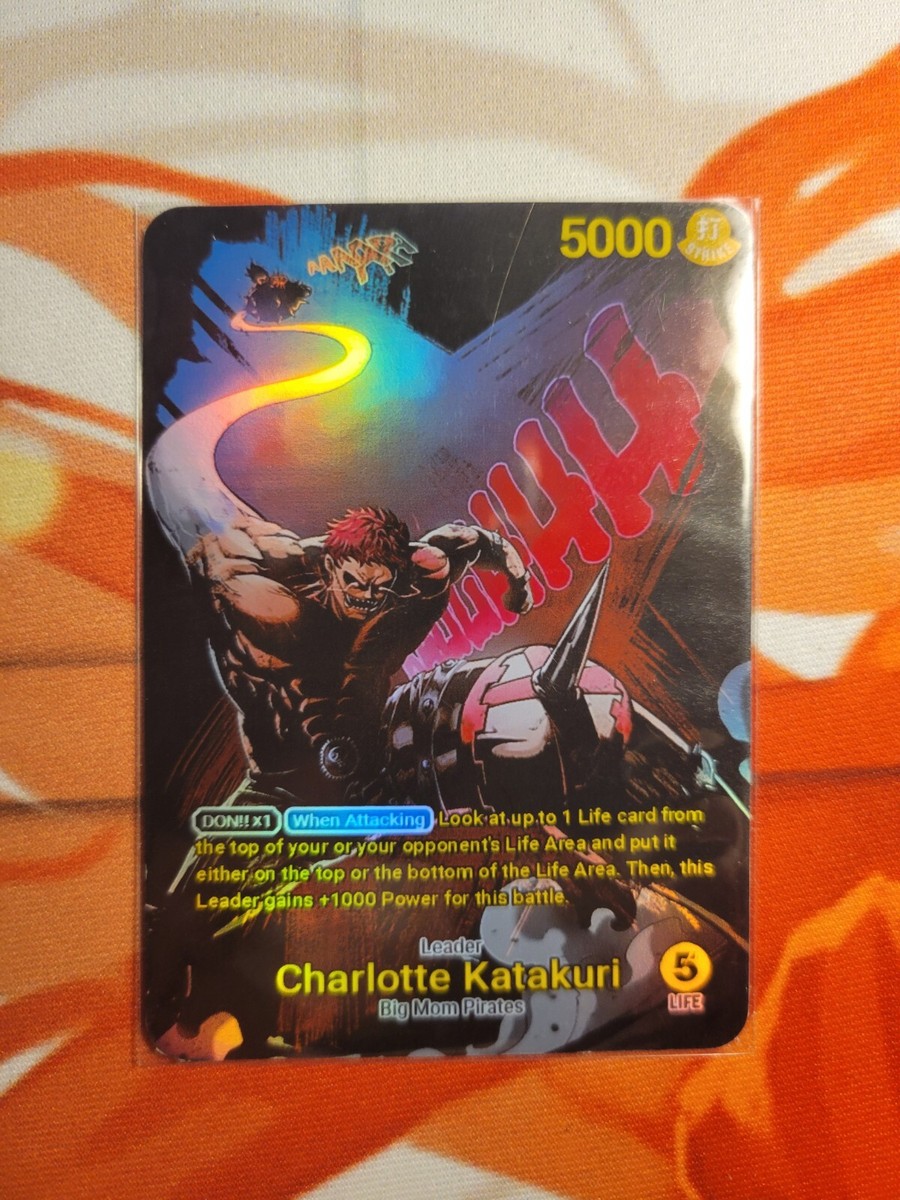 5000
打
STRIKE
DON!! x1 When Attacking Look at up to 1 Life card from
the top of your or your opponent's Life Area and put it
either on the top or the bottom of the Life Area. Then, this
Leader gains +1000 Power for this battle.
Leader
Charlotte Katakuri
5
Big Mom Pirates
LIFE